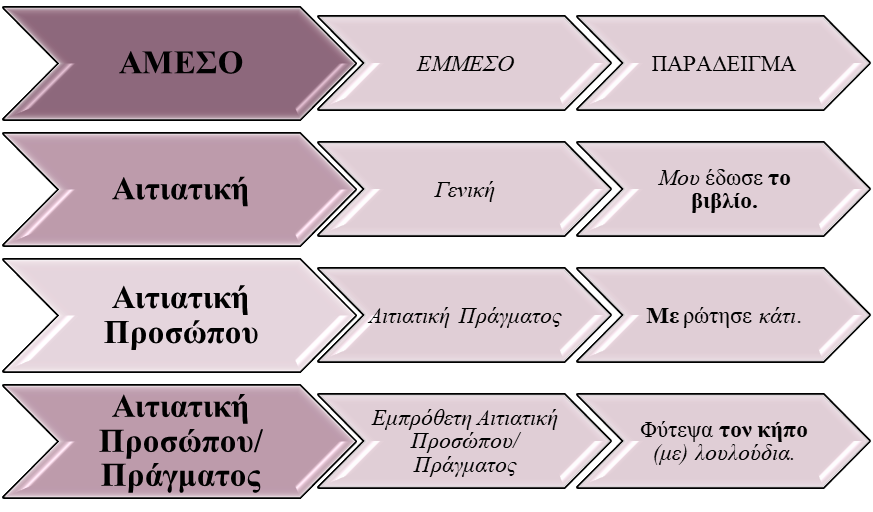 ΑΜΕΣΟ
ΕΜΜΕΣΟ
ΠΑΡΑΔΕΙΓΜΑ
Αιτιατική
Γενική
Μου έδωσε το
βιβλίο.
Αιτιατική
Προσώπου
Αιτιατική Πράγματος
Με ρώτησε κάτι.
Αιτιατική
Προσώπου/
Πράγματος
Εμπρόθετη Αιτιατική
Προσώπου/
Πράγματος
Φύτεψα τον κήπο
(με) λουλούδια.